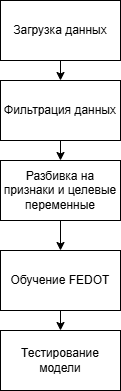 Загрузка данных
Фильтрация данных
Разбивка на
признаки и целевые
переменные
Обучение FEDOT
Тестирование
модели